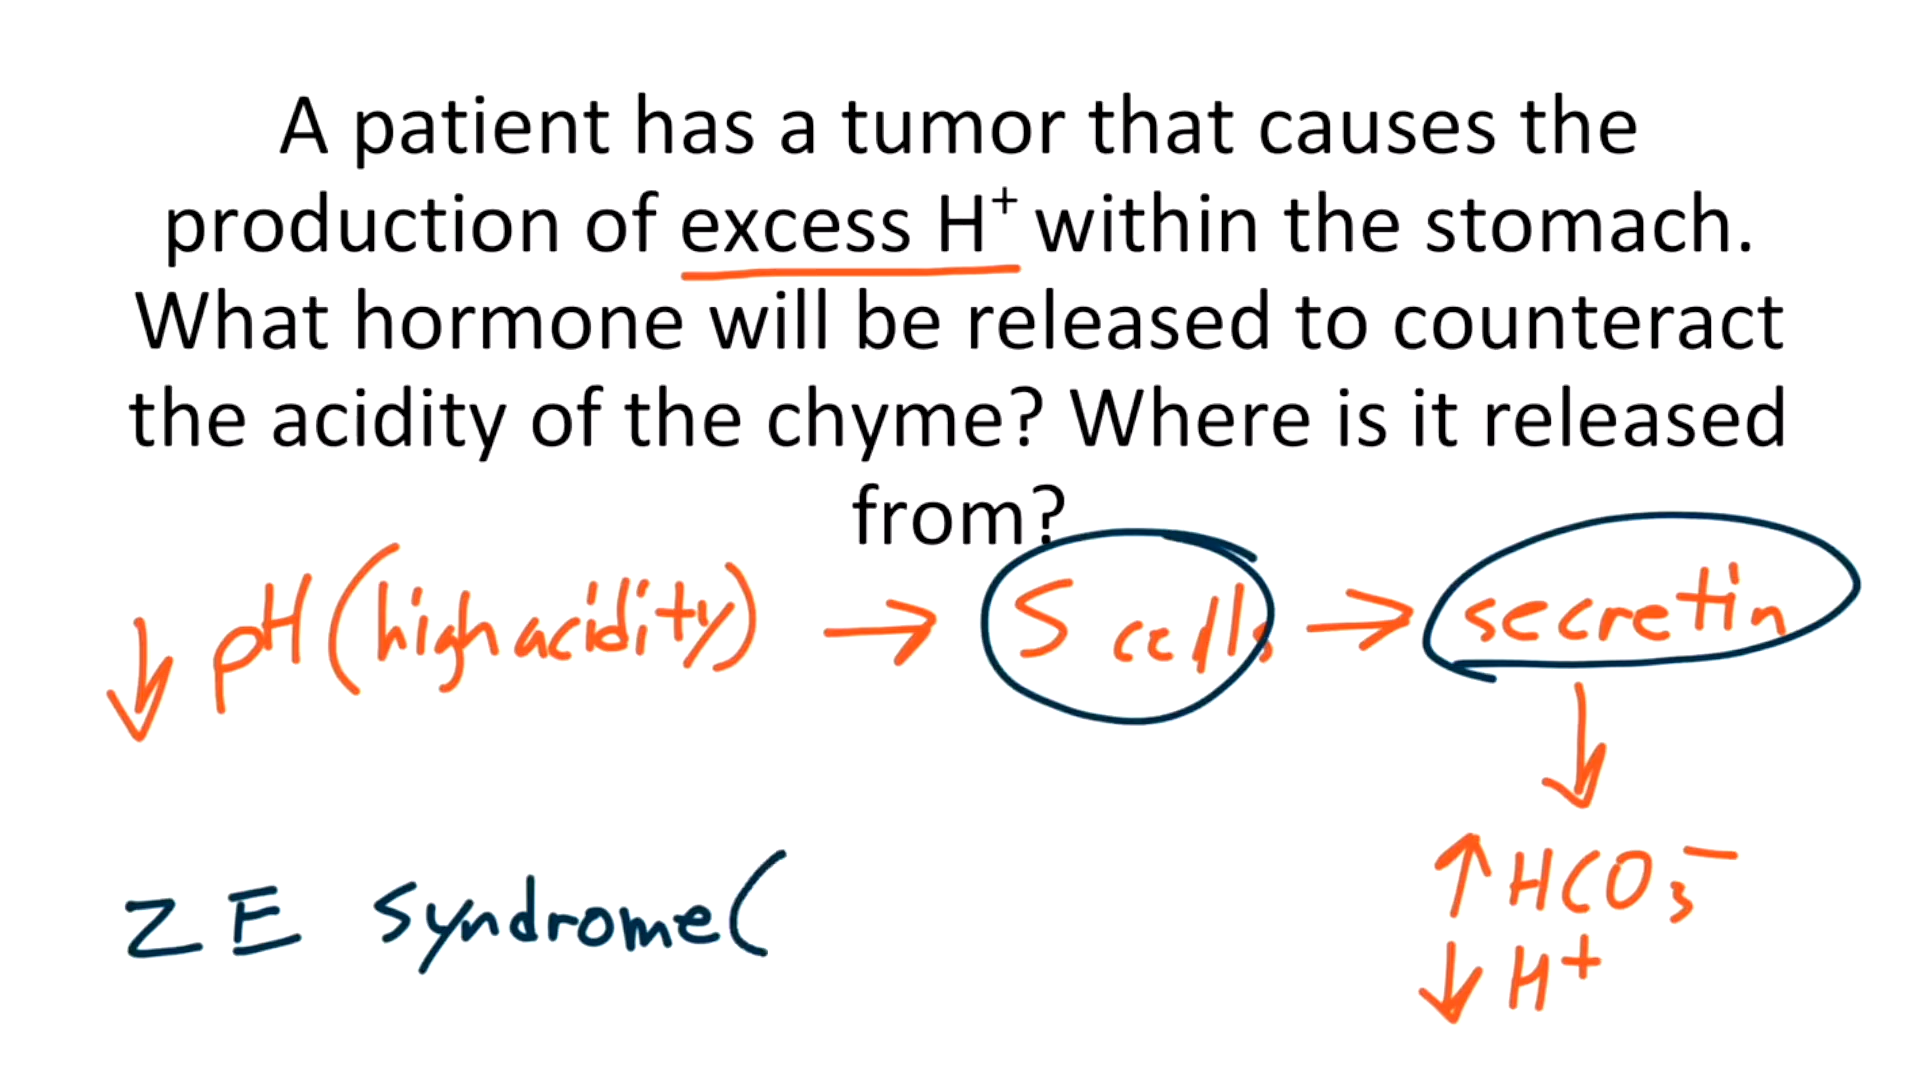 A patient has a tumor that causes the
production of excess H⁺ within the stomach.
What hormone will be released to counteract
the acidity of the chyme? Where is it released
from?
↓ pH (high acidity) → S cells → secretin
↓
↑ HCO₃⁻
ZE Syndrome(
↓ H⁺